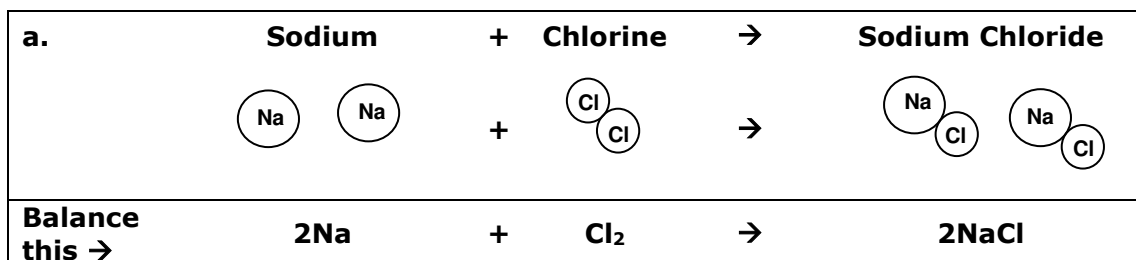 a. Sodium + Chlorine → Sodium Chloride
Na Na + Cl Cl → Na Cl Na Cl
Balance this → 2Na + Cl₂ → 2NaCl